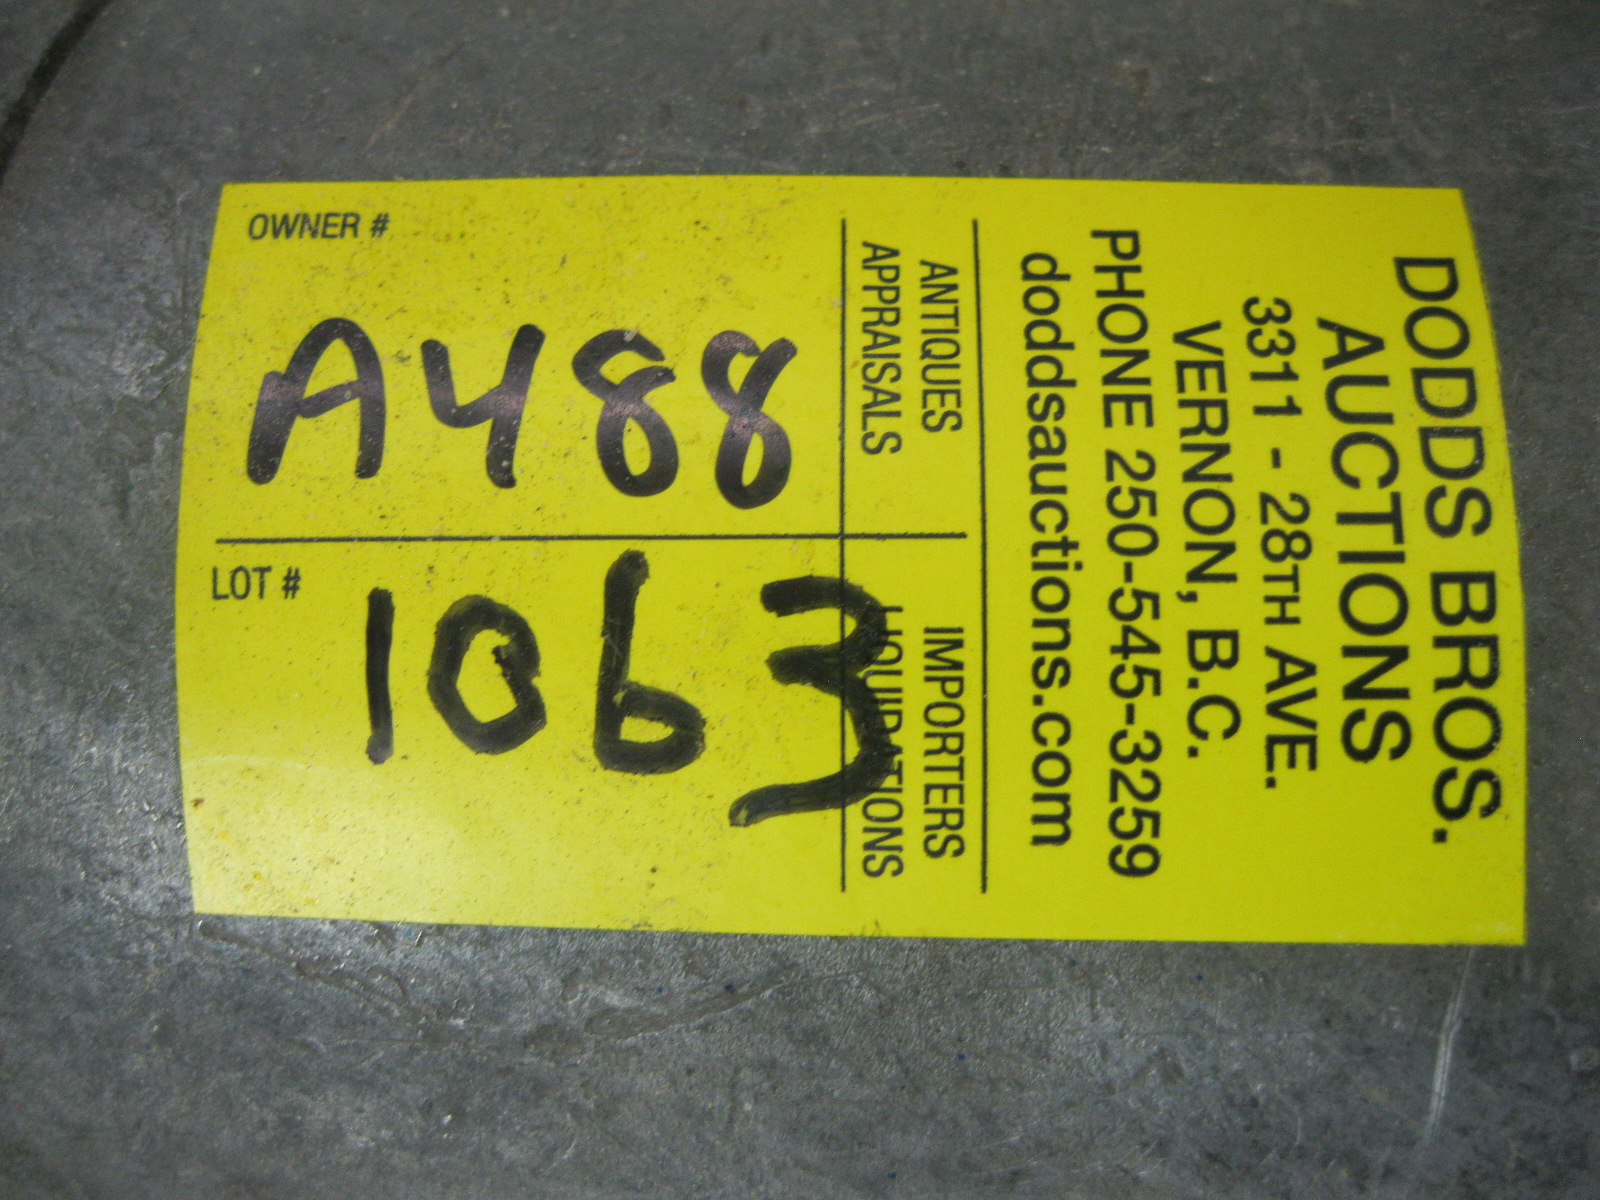 DODDS BROS.
AUCTIONS
3311 - 28TH AVE.
VERNON, B.C.
PHONE 250-545-3259
doddsauctions.com
ANTIQUES IMPORTERS
APPRAISALS LIQUIDATIONS
OWNER #
A488
LOT #
1063